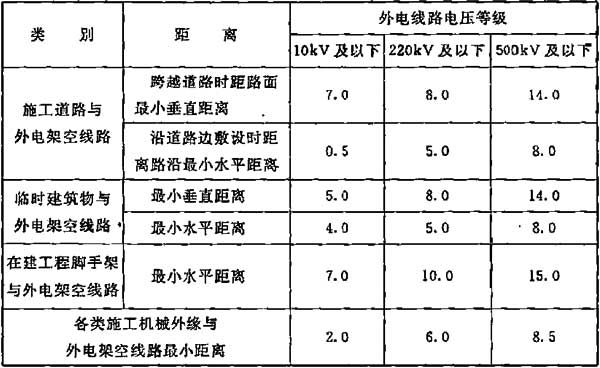 类 别 距 离 外电线路电压等级
10kV 及以下 220kV 及以下 500kV 及以下
施工道路与
外电架空线路
跨越道路时距路面
最小垂直距离
7.0 8.0 14.0
沿道路边敷设时距
离路沿最小水平距离
0.5 5.0 8.0
临时建筑物与
外电架空线路
最小垂直距离 5.0 8.0 14.0
最小水平距离 4.0 5.0 8.0
在建工程脚手架
与外电架空线路
最小水平距离 7.0 10.0 15.0
各类施工机械外缘与
外电架空线路最小距离
2.0 6.0 8.5